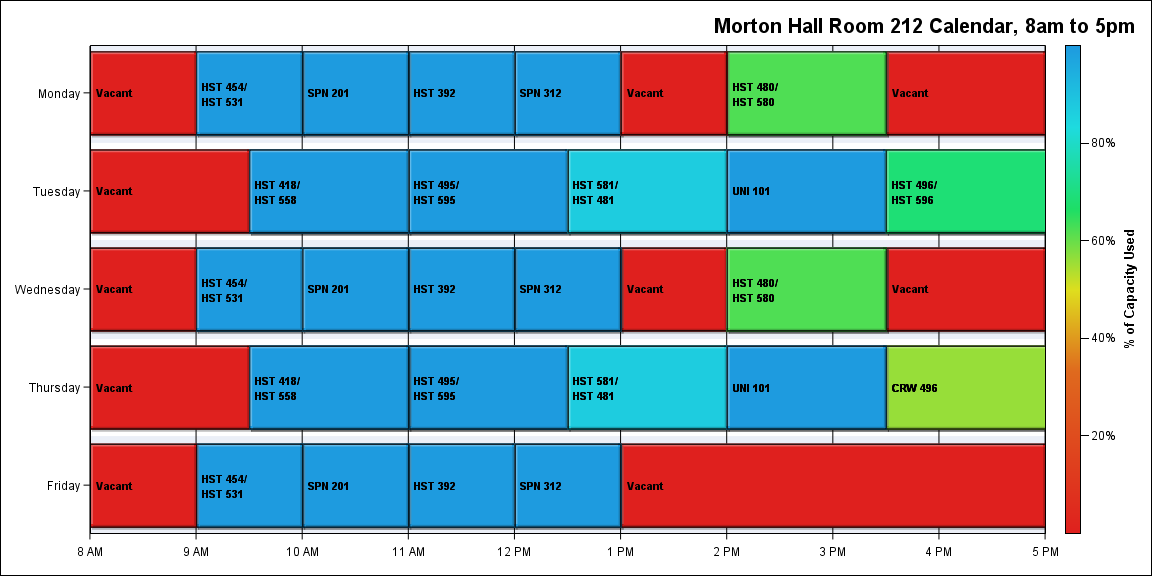 Morton Hall Room 212 Calendar, 8am to 5pm
Monday
Vacant
HST 454/
HST 531
SPN 201
HST 392
SPN 312
Vacant
HST 480/
HST 580
Vacant
Tuesday
Vacant
HST 418/
HST 558
HST 495/
HST 595
HST 581/
HST 481
UNI 101
HST 496/
HST 596
Wednesday
Vacant
HST 454/
HST 531
SPN 201
HST 392
SPN 312
Vacant
HST 480/
HST 580
Vacant
Thursday
Vacant
HST 418/
HST 558
HST 495/
HST 595
HST 581/
HST 481
UNI 101
CRW 496
Friday
Vacant
HST 454/
HST 531
SPN 201
HST 392
SPN 312
Vacant
8 AM
9 AM
10 AM
11 AM
12 PM
1 PM
2 PM
3 PM
4 PM
5 PM
80%
60%
40%
20%
% of Capacity Used